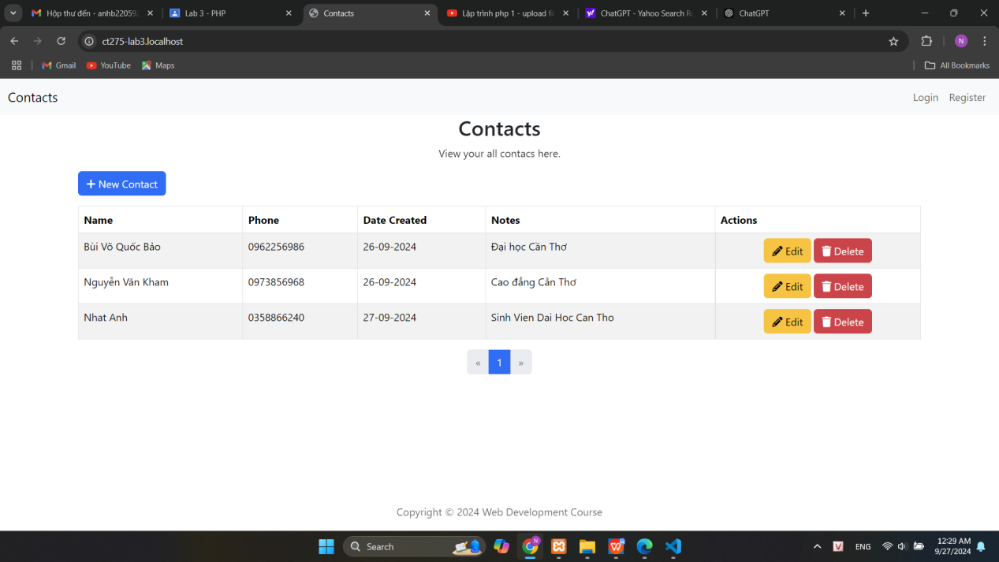 Hộp thư đến - anhb22059
Lab 3 - PHP
Contacts
Lập trình php 1 - upload fi
ChatGPT - Yahoo Search Re
ChatGPT
ct275-lab3.localhost
N
Gmail
YouTube
Maps
All Bookmarks
Contacts
Login
Register
Contacts
View your all contacs here.
New Contact
Name Phone Date Created Notes Actions
Bùi Võ Quốc Bảo 0962256986 26-09-2024 Đại học Cần Thơ Edit Delete
Nguyễn Văn Kham 0973856968 26-09-2024 Cao đẳng Cần Thơ Edit Delete
Nhat Anh 0358866240 27-09-2024 Sinh Vien Dai Hoc Can Tho Edit Delete
« 1 »
Copyright © 2024 Web Development Course
Search
ENG
12:29 AM
9/27/2024